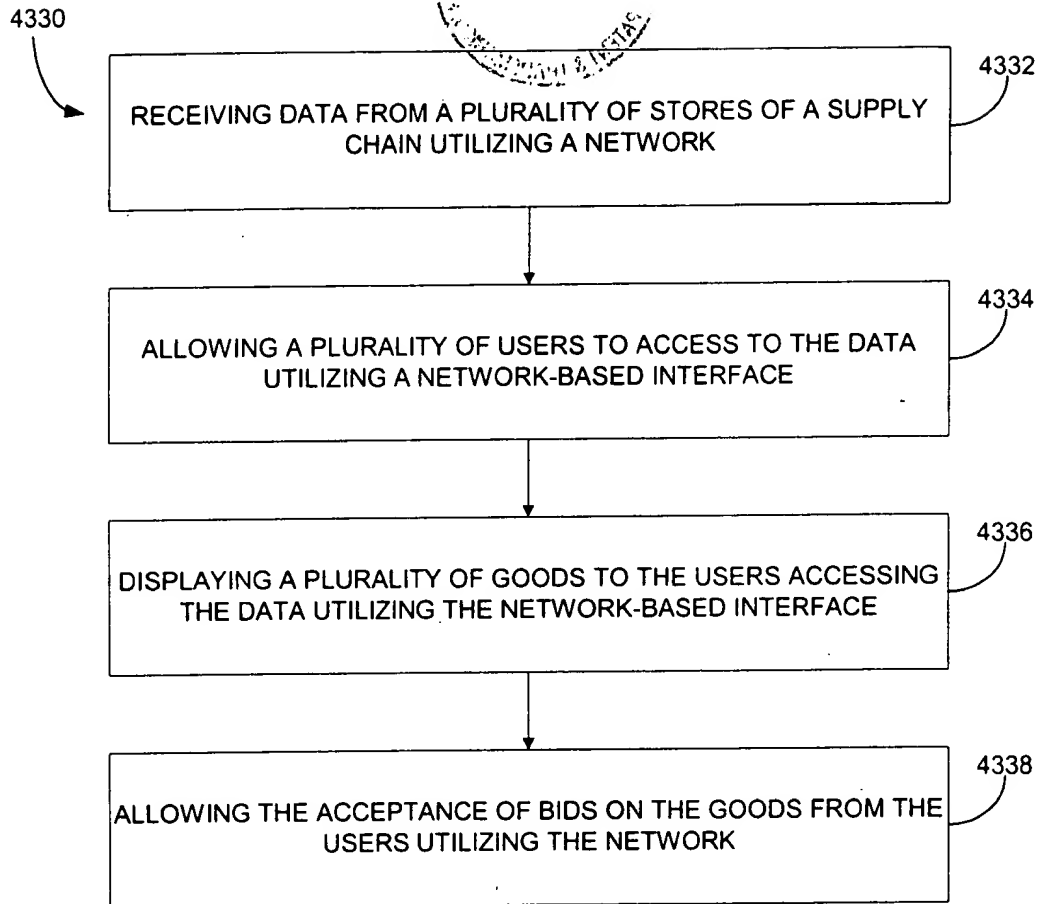 4330
4332
RECEIVING DATA FROM A PLURALITY OF STORES OF A SUPPLY
CHAIN UTILIZING A NETWORK
4334
ALLOWING A PLURALITY OF USERS TO ACCESS TO THE DATA
UTILIZING A NETWORK-BASED INTERFACE
4336
DISPLAYING A PLURALITY OF GOODS TO THE USERS ACCESSING
THE DATA UTILIZING THE NETWORK-BASED INTERFACE
4338
ALLOWING THE ACCEPTANCE OF BIDS ON THE GOODS FROM THE
USERS UTILIZING THE NETWORK